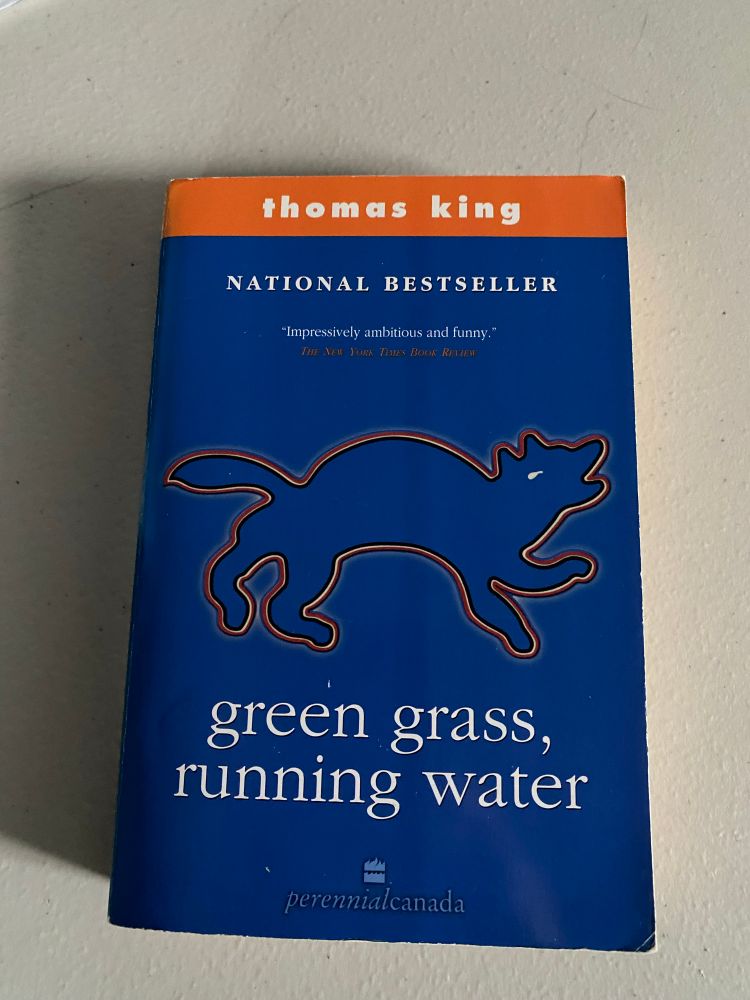 thomas king
NATIONAL BESTSELLER
“Impressively ambitious and funny.”
THE NEW YORK TIMES BOOK REVIEW
green grass,
running water
perennialcanada